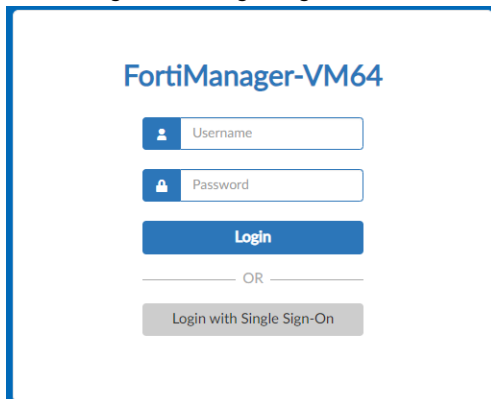 FortiManager-VM64
Username
Password
Login
OR
Login with Single Sign-On